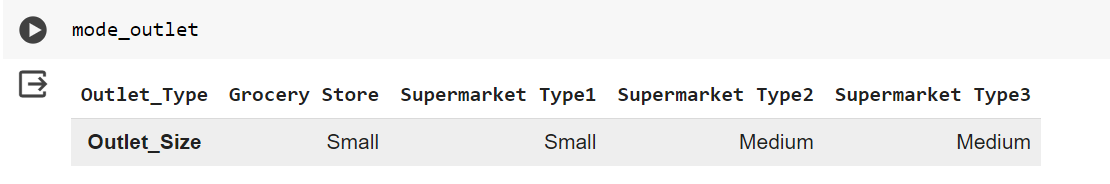 mode_outlet
Outlet_Type Grocery Store Supermarket Type1 Supermarket Type2 Supermarket Type3
Outlet_Size Small Small Medium Medium